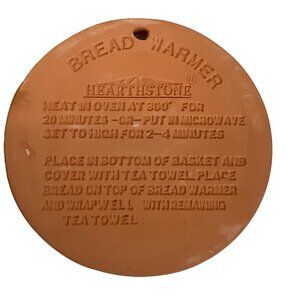 BREAD WARMER
HEARTHSTONE ®
HEAT IN OVEN AT 300° FOR
20 MINUTES -OR- PUT IN MICROWAVE
SET TO HIGH FOR 2-4 MINUTES
PLACE IN BOTTOM OF BASKET AND
COVER WITH TEA TOWEL. PLACE
BREAD ON TOP OF BREAD WARMER
AND WRAP WELL WITH REMAINING
TEA TOWEL.